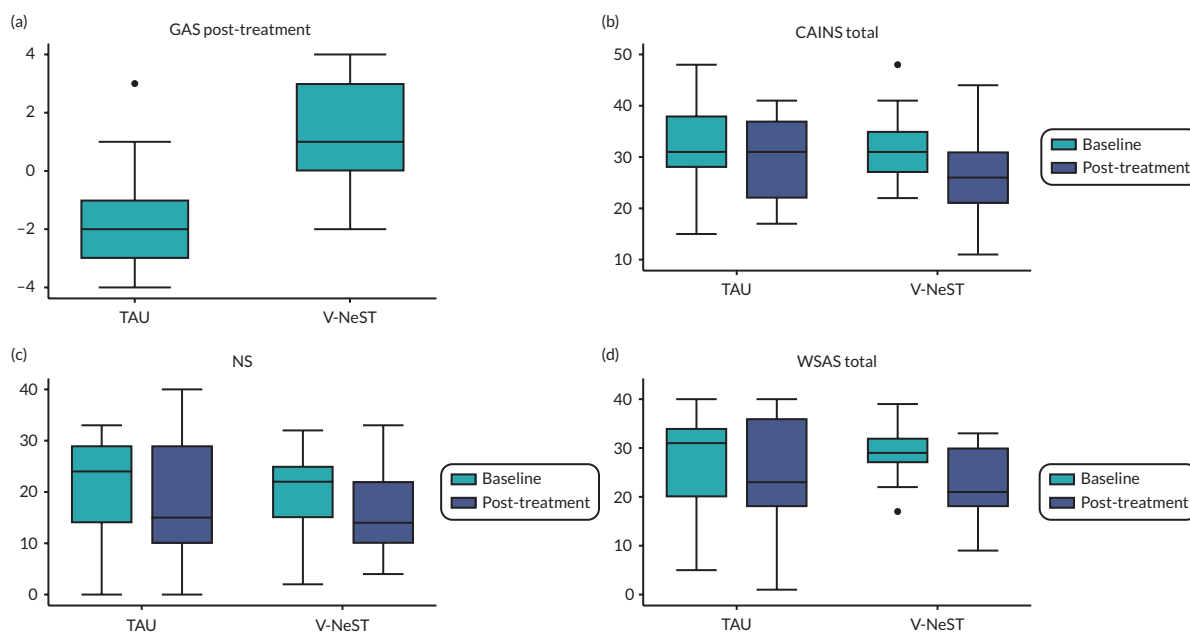 (a)
GAS post-treatment
4
2
0
−2
−4
TAU
V-NeST
(b)
CAINS total
50
40
30
20
10
TAU
V-NeST
Baseline
Post-treatment
(c)
NS
40
30
20
10
0
TAU
V-NeST
Baseline
Post-treatment
(d)
WSAS total
40
30
20
10
0
TAU
V-NeST
Baseline
Post-treatment